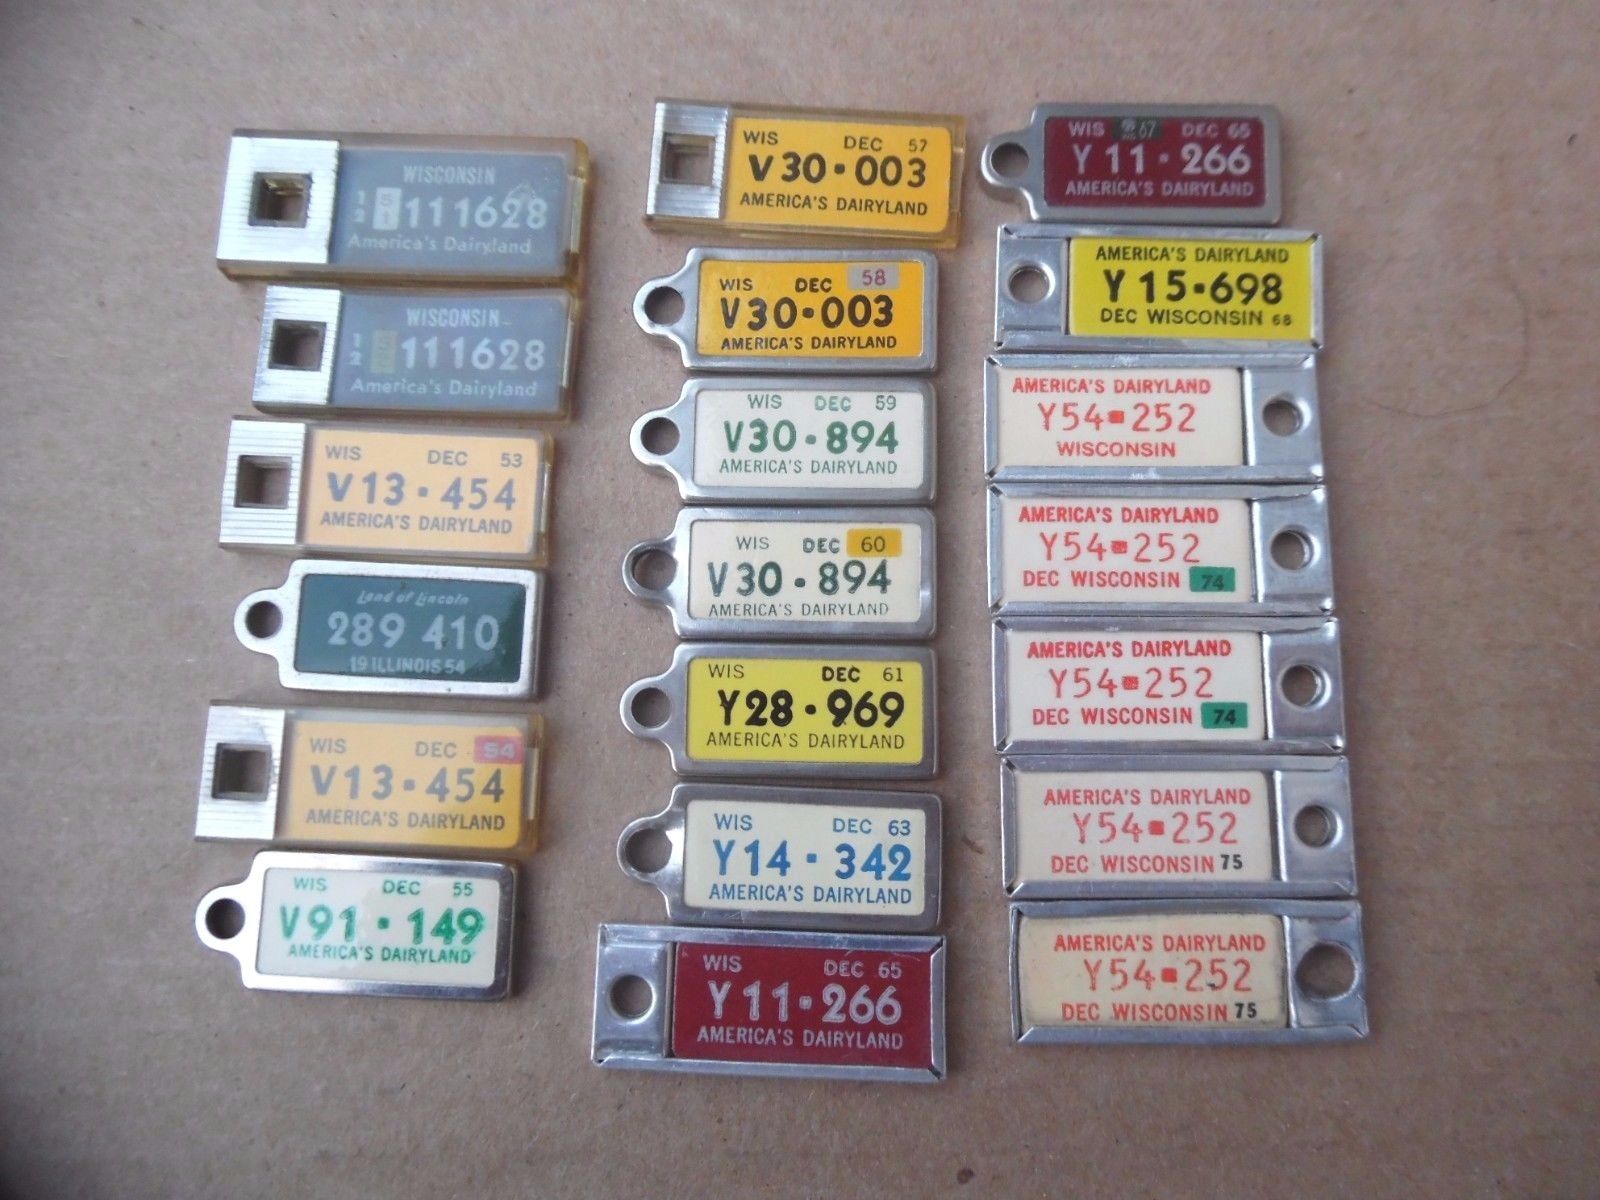 WISCONSIN
1 2 51 111628
America's Dairyland
WISCONSIN
1 2 111628
America's Dairyland
WIS DEC 53
V13·454
AMERICA'S DAIRYLAND
Land of Lincoln
289 410
19 ILLINOIS 54
WIS DEC 54
V13·454
AMERICA'S DAIRYLAND
WIS DEC 55
V91·149
AMERICA'S DAIRYLAND
WIS DEC 57
V30·003
AMERICA'S DAIRYLAND
WIS DEC 58
V30·003
AMERICA'S DAIRYLAND
WIS DEC 59
V30·894
AMERICA'S DAIRYLAND
WIS DEC 60
V30·894
AMERICA'S DAIRYLAND
WIS DEC 61
Y28·969
AMERICA'S DAIRYLAND
WIS DEC 63
Y14·342
AMERICA'S DAIRYLAND
WIS DEC 65
Y11·266
AMERICA'S DAIRYLAND
WIS 67 DEC 65
Y11·266
AMERICA'S DAIRYLAND
AMERICA'S DAIRYLAND
Y15·698
DEC WISCONSIN 68
AMERICA'S DAIRYLAND
Y54·252
WISCONSIN
AMERICA'S DAIRYLAND
Y54·252
DEC WISCONSIN 74
AMERICA'S DAIRYLAND
Y54·252
DEC WISCONSIN 74
AMERICA'S DAIRYLAND
Y54·252
DEC WISCONSIN 75
AMERICA'S DAIRYLAND
Y54·252
DEC WISCONSIN 75